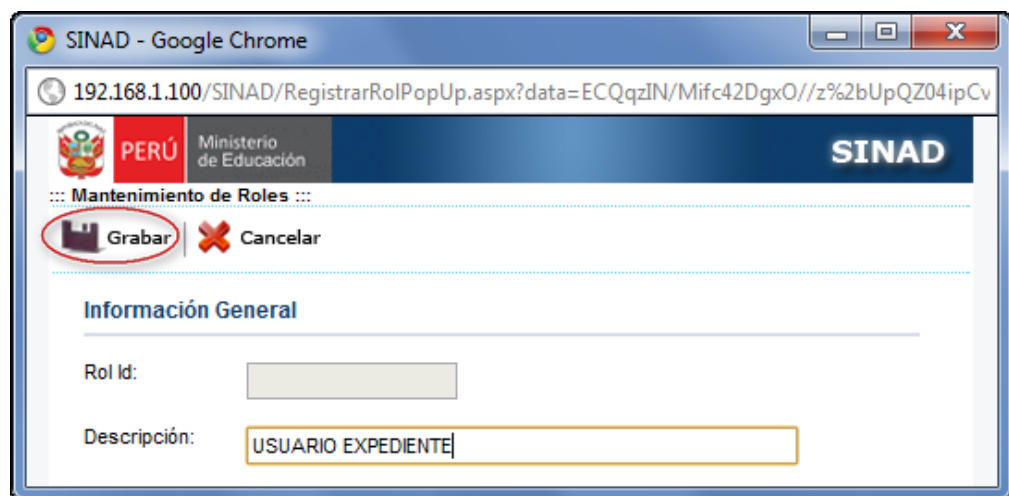 SINAD - Google Chrome
192.168.1.100/SINAD/RegistrarRolPopUp.aspx?data=ECQqzIN/Mifc42DgxO//z%2bUpQZ04ipCv
PERÚ
Ministerio
de Educación
SINAD
::: Mantenimiento de Roles :::
Grabar
Cancelar
Información General
Rol Id:
Descripción:
USUARIO EXPEDIENTE